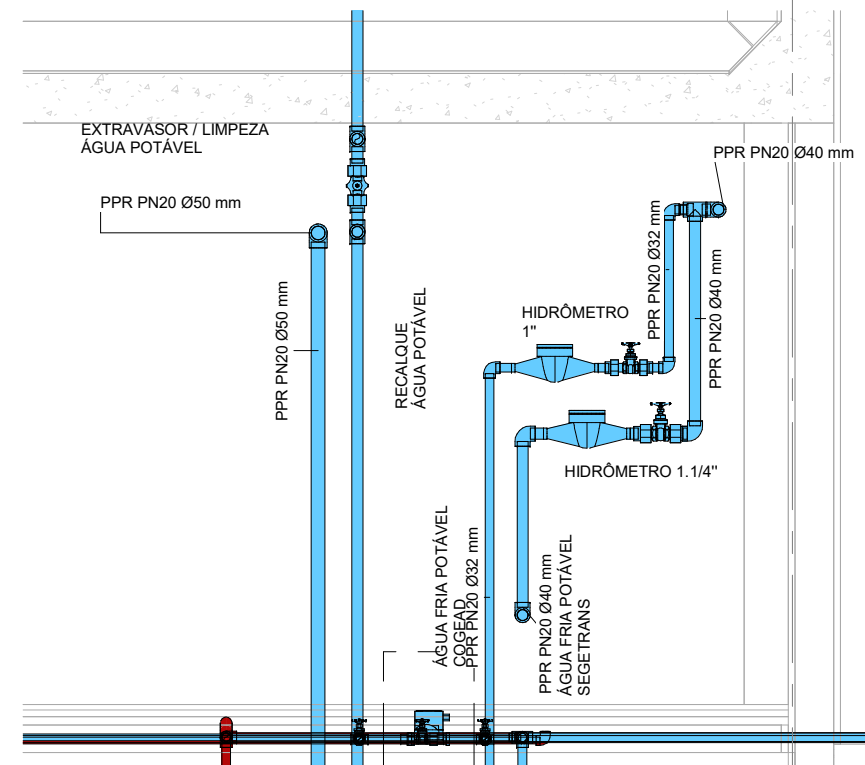 EXTRAVASOR / LIMPEZA
ÁGUA POTÁVEL
PPR PN20 Ø40 mm
PPR PN20 Ø50 mm
PPR PN20 Ø32 mm
PPR PN20 Ø40 mm
PPR PN20 Ø50 mm
RECALQUE
ÁGUA POTÁVEL
HIDRÔMETRO
1"
HIDRÔMETRO 1.1/4"
ÁGUA FRIA POTÁVEL
COGEAD
PPR PN20 Ø32 mm
PPR PN20 Ø40 mm
ÁGUA FRIA POTÁVEL
SEGETRANS